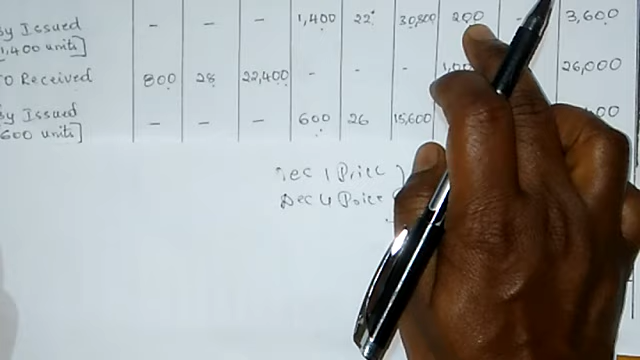 By Issued - - - 1,400 22 30,800 200 - 3,600
[1,400 units]
TO Received 800 28 22,400 - - - 26,000
By Issued - - - 600 26 15,600
600 units]
Dec 1 Price
Dec 4 Price